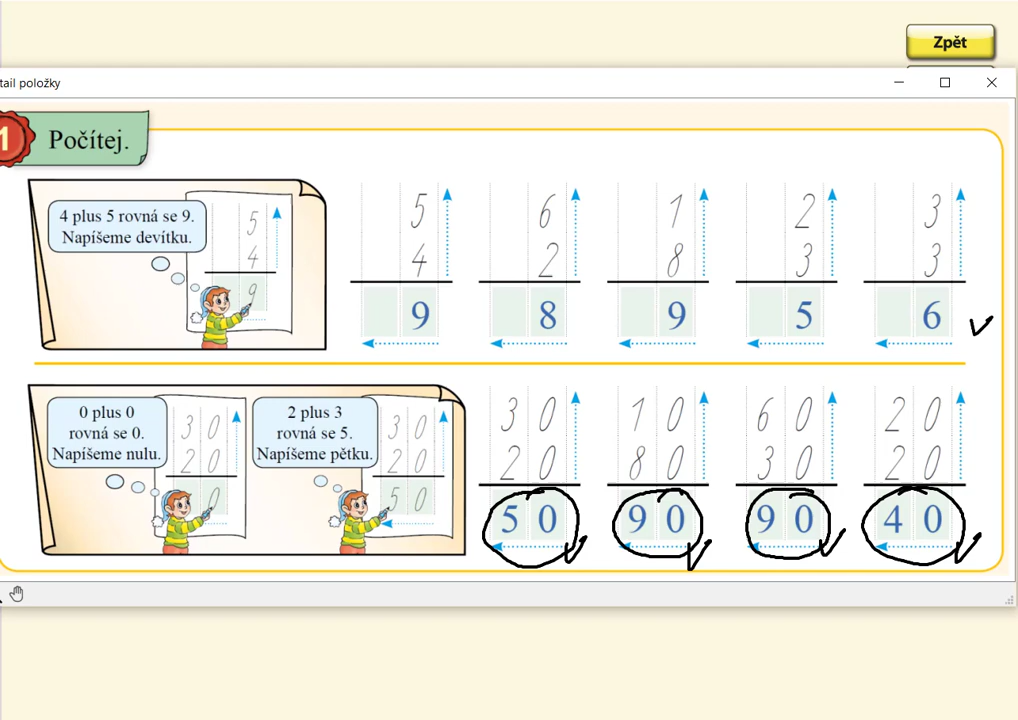 Zpět
tail položky
1 Počítej.
4 plus 5 rovná se 9.
Napíšeme devítku.
5
4
9
5 6 1 2 3
4 2 8 3 3
9 8 9 5 6
0 plus 0
rovná se 0.
Napíšeme nulu.
30
20
0
2 plus 3
rovná se 5.
Napíšeme pětku.
30
20
50
30 10 60 20
20 80 30 20
50 90 90 40